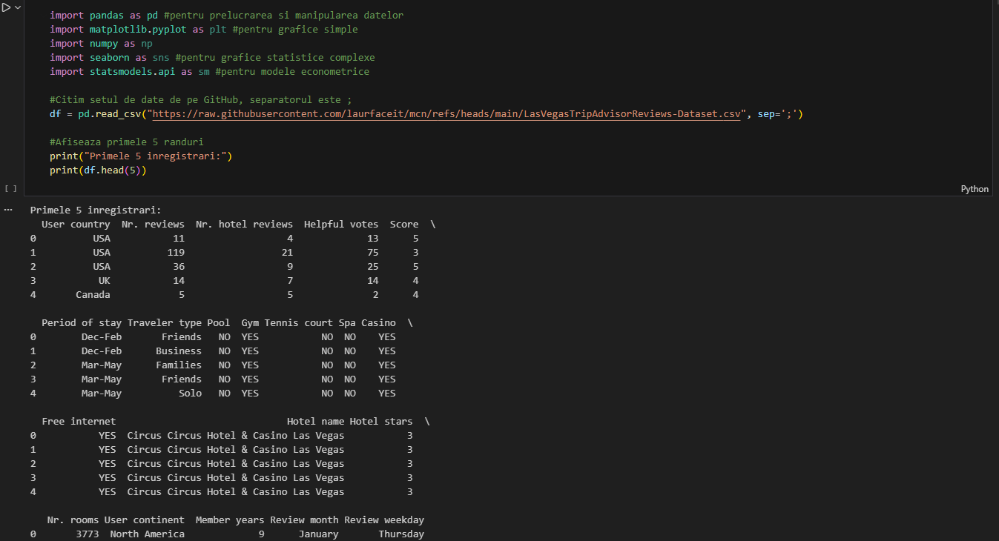 import pandas as pd #pentru prelucrarea si manipularea datelor
import matplotlib.pyplot as plt #pentru grafice simple
import numpy as np
import seaborn as sns #pentru grafice statistice complexe
import statsmodels.api as sm #pentru modele econometrice
#Citim setul de date de pe GitHub, separatorul este ;
df = pd.read_csv("https://raw.githubusercontent.com/laurfaceit/mcn/refs/heads/main/LasVegasTripAdvisorReviews-Dataset.csv", sep=';')
#Afiseaza primele 5 randuri
print("Primele 5 inregistrari:")
print(df.head(5))
[ ]
Python
...
Primele 5 inregistrari:
User country  Nr. reviews  Nr. hotel reviews  Helpful votes  Score  \
0          USA           11                  4             13      5
1          USA          119                 21             75      3
2          USA           36                  9             25      5
3           UK           14                  7             14      4
4       Canada            5                  5              2      4
Period of stay Traveler type Pool  Gym Tennis court Spa Casino  \
0        Dec-Feb       Friends   NO  YES           NO  NO    YES
1        Dec-Feb      Business   NO  YES           NO  NO    YES
2        Mar-May      Families   NO  YES           NO  NO    YES
3        Mar-May       Friends   NO  YES           NO  NO    YES
4        Mar-May          Solo   NO  YES           NO  NO    YES
Free internet                              Hotel name Hotel stars  \
0           YES  Circus Circus Hotel & Casino Las Vegas           3
1           YES  Circus Circus Hotel & Casino Las Vegas           3
2           YES  Circus Circus Hotel & Casino Las Vegas           3
3           YES  Circus Circus Hotel & Casino Las Vegas           3
4           YES  Circus Circus Hotel & Casino Las Vegas           3
Nr. rooms User continent  Member years Review month Review weekday
0       3773  North America             9      January       Thursday